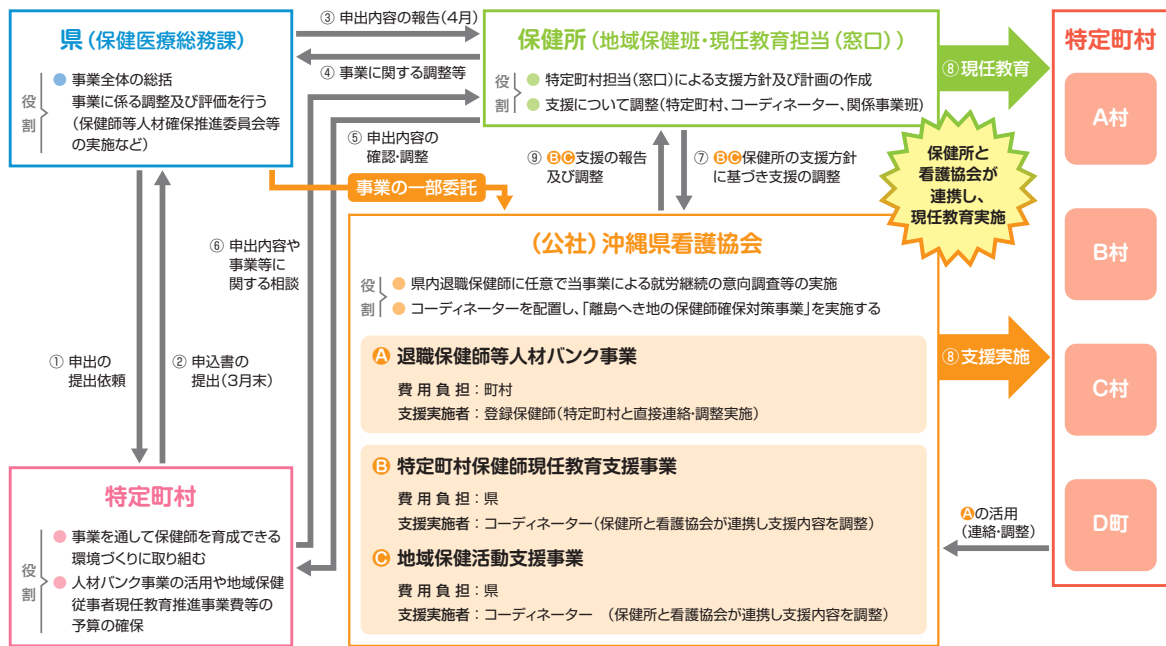 県（保健医療総務課）
役割
● 事業全体の総括
事業に係る調整及び評価を行う
（保健師等人材確保推進委員会等
の実施など）
③ 申出内容の報告（4月）
④ 事業に関する調整等
保健所（地域保健班・現任教育担当（窓口））
役割
● 特定町村担当（窓口）による支援方針及び計画の作成
● 支援について調整（特定町村、コーディネーター、関係事業班）
⑧ 現任教育
特定町村
A村
B村
C村
D町
保健所と
看護協会が
連携し、
現任教育実施
⑤ 申出内容の
確認・調整
事業の一部委託
⑨ ⒷⒸ支援の報告
及び調整
⑦ ⒷⒸ保健所の支援方針
に基づき支援の調整
⑥ 申出内容や
事業等に
関する相談
① 申出の
提出依頼
② 申込書の
提出（3月末）
（公社）沖縄県看護協会
役割
● 県内退職保健師に任意で当事業による就労継続の意向調査等の実施
● コーディネーターを配置し、「離島へき地の保健師確保対策事業」を実施する
Ⓐ 退職保健師等人材バンク事業
費用負担：町村
支援実施者：登録保健師（特定町村と直接連絡・調整実施）
Ⓑ 特定町村保健師現任教育支援事業
費用負担：県
支援実施者：コーディネーター（保健所と看護協会が連携し支援内容を調整）
Ⓒ 地域保健活動支援事業
費用負担：県
支援実施者：コーディネーター （保健所と看護協会が連携し支援内容を調整）
⑧ 支援実施
Ⓐの活用
（連絡・調整）
特定町村
役割
● 事業を通して保健師を育成できる
環境づくりに取り組む
● 人材バンク事業の活用や地域保健
従事者現任教育推進事業費等の
予算の確保